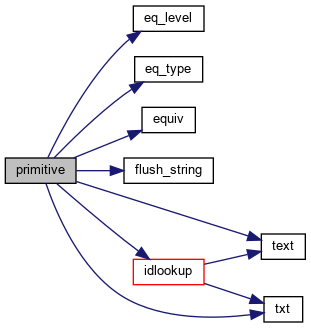 eq_level
eq_type
equiv
primitive
flush_string
text
idlookup
txt